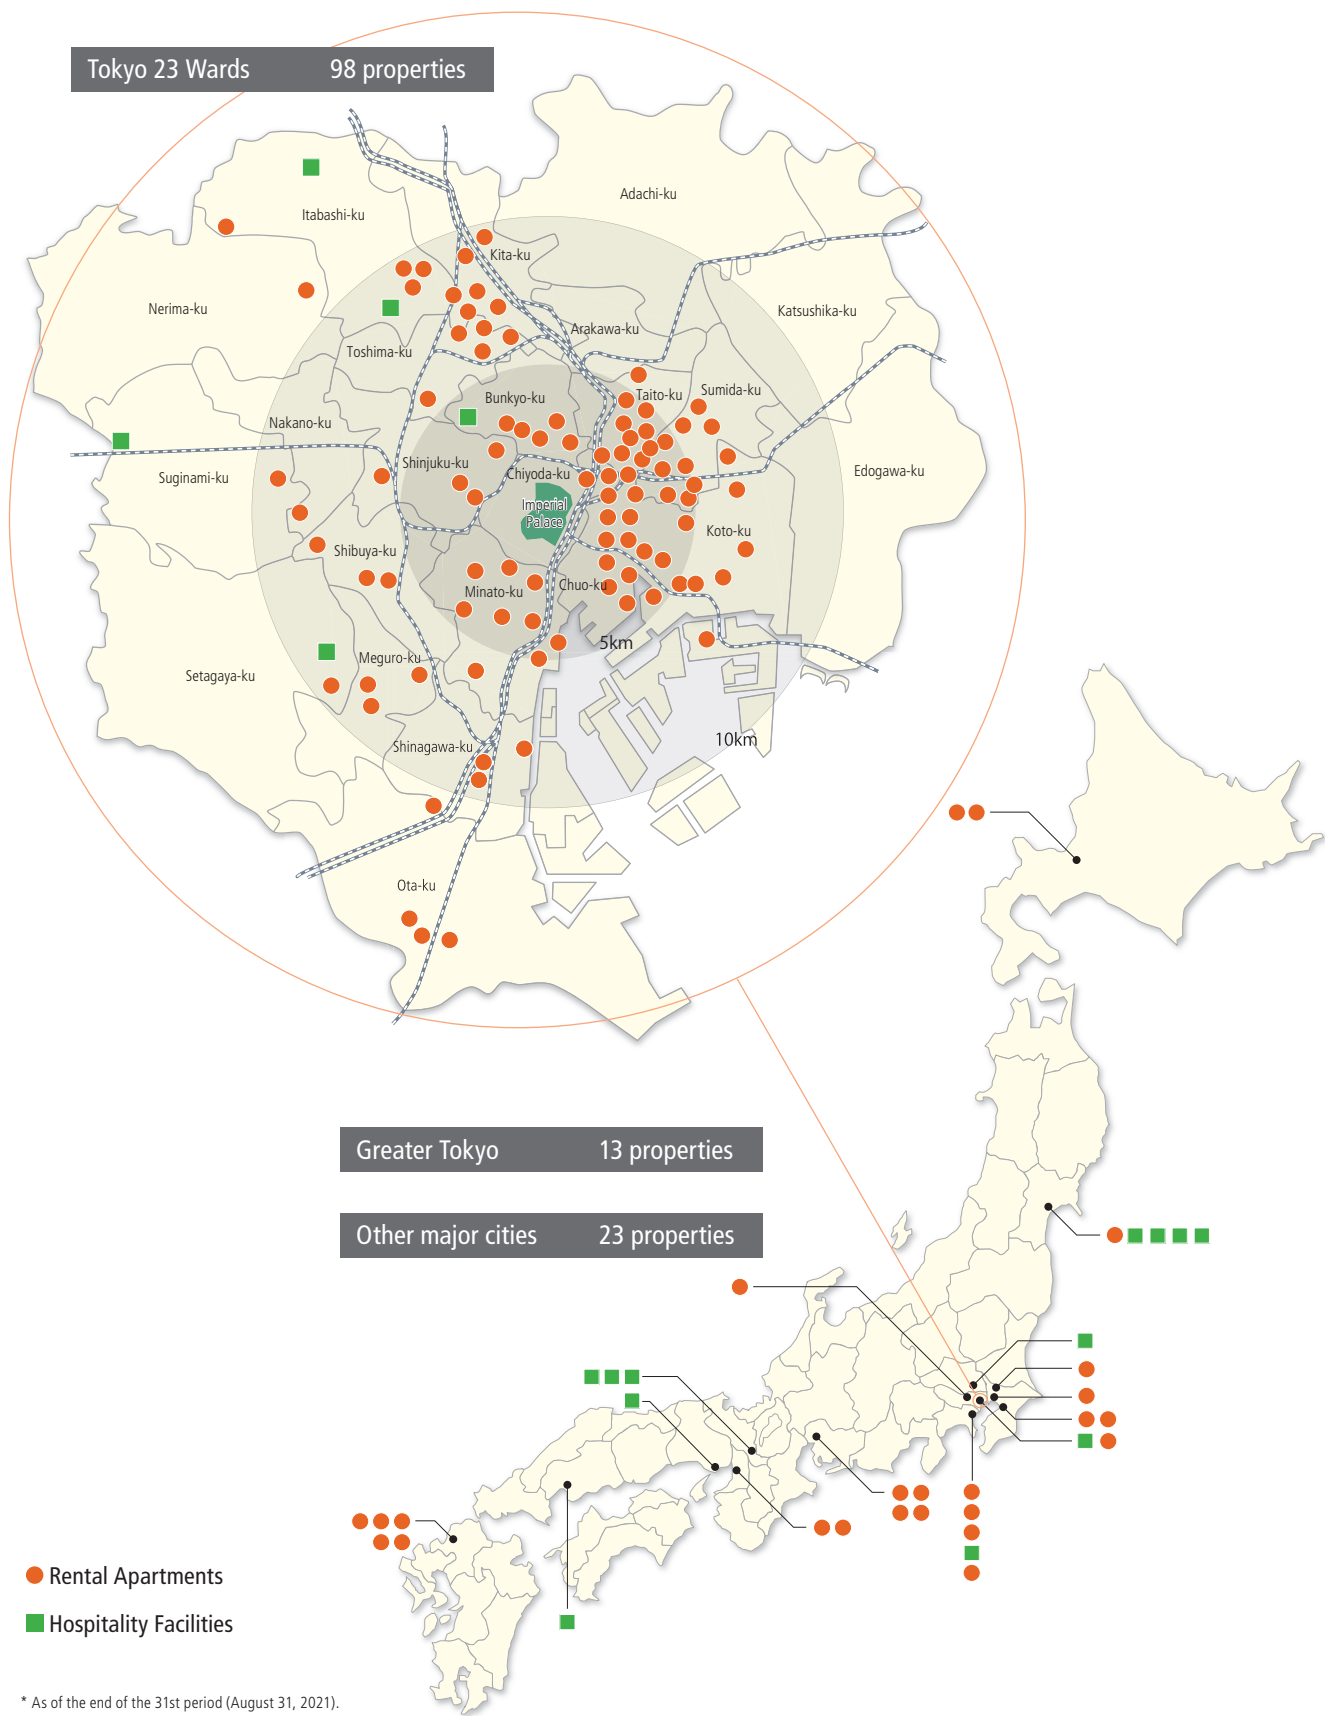 Tokyo 23 Wards 98 properties
Adachi-ku
Itabashi-ku
Kita-ku
Nerima-ku
Katsushika-ku
Arakawa-ku
Toshima-ku
Bunkyo-ku
Taito-ku
Sumida-ku
Nakano-ku
Shinjuku-ku
Chiyoda-ku
Edogawa-ku
Suginami-ku
Imperial
Palace
Koto-ku
Shibuya-ku
Minato-ku
Chuo-ku
5km
Meguro-ku
Setagaya-ku
10km
Shinagawa-ku
Ota-ku
Greater Tokyo 13 properties
Other major cities 23 properties
Rental Apartments
Hospitality Facilities
* As of the end of the 31st period (August 31, 2021).